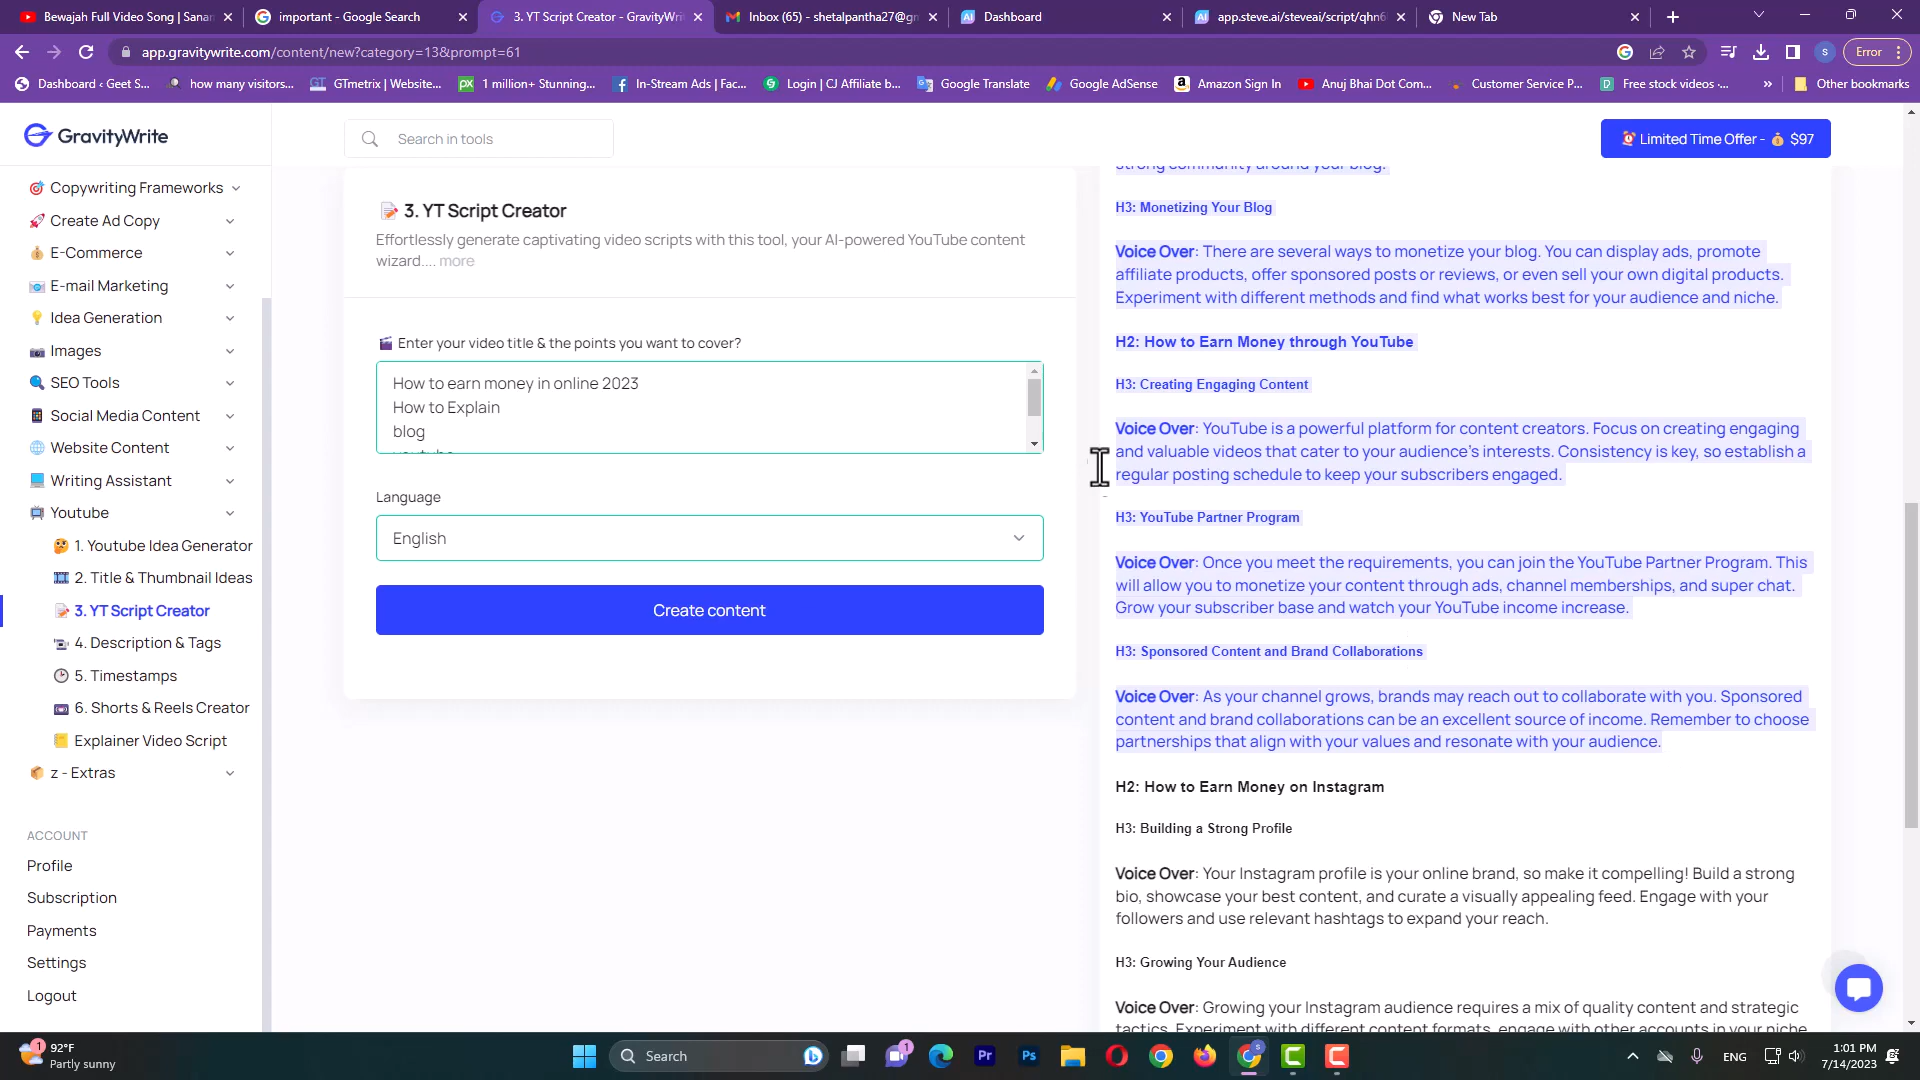 Bewajah Full Video Song | Sanan
important - Google Search
3. YT Script Creator - GravityWri
Inbox (65) - shetalpantha27@gm
Dashboard
app.steve.ai/steveai/script/qhn6
New Tab
app.gravitywrite.com/content/new?category=13&prompt=61
Error
Dashboard ‹ Geet S...
how many visitors...
GTmetrix | Website...
1 million+ Stunning...
In-Stream Ads | Fac...
Login | CJ Affiliate b...
Google Translate
Google AdSense
Amazon Sign In
Anuj Bhai Dot Com...
Customer Service P...
Free stock videos -...
Other bookmarks
GravityWrite
Search in tools
Limited Time Offer - $97
Copywriting Frameworks
Create Ad Copy
E-Commerce
E-mail Marketing
Idea Generation
Images
SEO Tools
Social Media Content
Website Content
Writing Assistant
Youtube
1. Youtube Idea Generator
2. Title & Thumbnail Ideas
3. YT Script Creator
4. Description & Tags
5. Timestamps
6. Shorts & Reels Creator
Explainer Video Script
z - Extras
ACCOUNT
Profile
Subscription
Payments
Settings
Logout
3. YT Script Creator
Effortlessly generate captivating video scripts with this tool, your AI-powered YouTube content
wizard.... more
Enter your video title & the points you want to cover?
How to earn money in online 2023
How to Explain
blog
Language
English
Create content
strong community around your blog.
H3: Monetizing Your Blog
Voice Over: There are several ways to monetize your blog. You can display ads, promote
affiliate products, offer sponsored posts or reviews, or even sell your own digital products.
Experiment with different methods and find what works best for your audience and niche.
H2: How to Earn Money through YouTube
H3: Creating Engaging Content
Voice Over: YouTube is a powerful platform for content creators. Focus on creating engaging
and valuable videos that cater to your audience's interests. Consistency is key, so establish a
regular posting schedule to keep your subscribers engaged.
H3: YouTube Partner Program
Voice Over: Once you meet the requirements, you can join the YouTube Partner Program. This
will allow you to monetize your content through ads, channel memberships, and super chat.
Grow your subscriber base and watch your YouTube income increase.
H3: Sponsored Content and Brand Collaborations
Voice Over: As your channel grows, brands may reach out to collaborate with you. Sponsored
content and brand collaborations can be an excellent source of income. Remember to choose
partnerships that align with your values and resonate with your audience.
H2: How to Earn Money on Instagram
H3: Building a Strong Profile
Voice Over: Your Instagram profile is your online brand, so make it compelling! Build a strong
bio, showcase your best content, and curate a visually appealing feed. Engage with your
followers and use relevant hashtags to expand your reach.
H3: Growing Your Audience
Voice Over: Growing your Instagram audience requires a mix of quality content and strategic
tactics. Experiment with different content formats, engage with other accounts in your niche
92°F
Partly sunny
Search
ENG
1:01 PM
7/14/2023